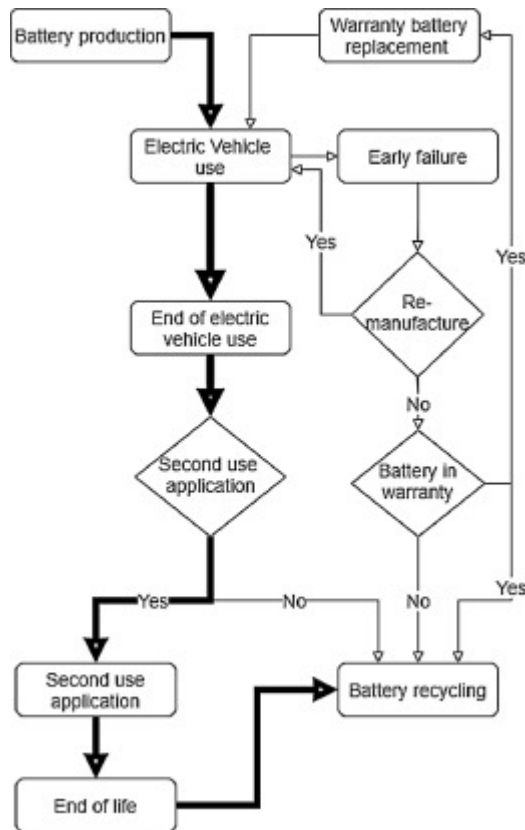 Battery production
Warranty battery
replacement
Electric Vehicle
use
Early failure
Yes
Yes
Re-
manufacture
End of electric
vehicle use
No
Second use
application
Battery in
warranty
Yes
No
No
Yes
Second use
application
Battery recycling
End of life